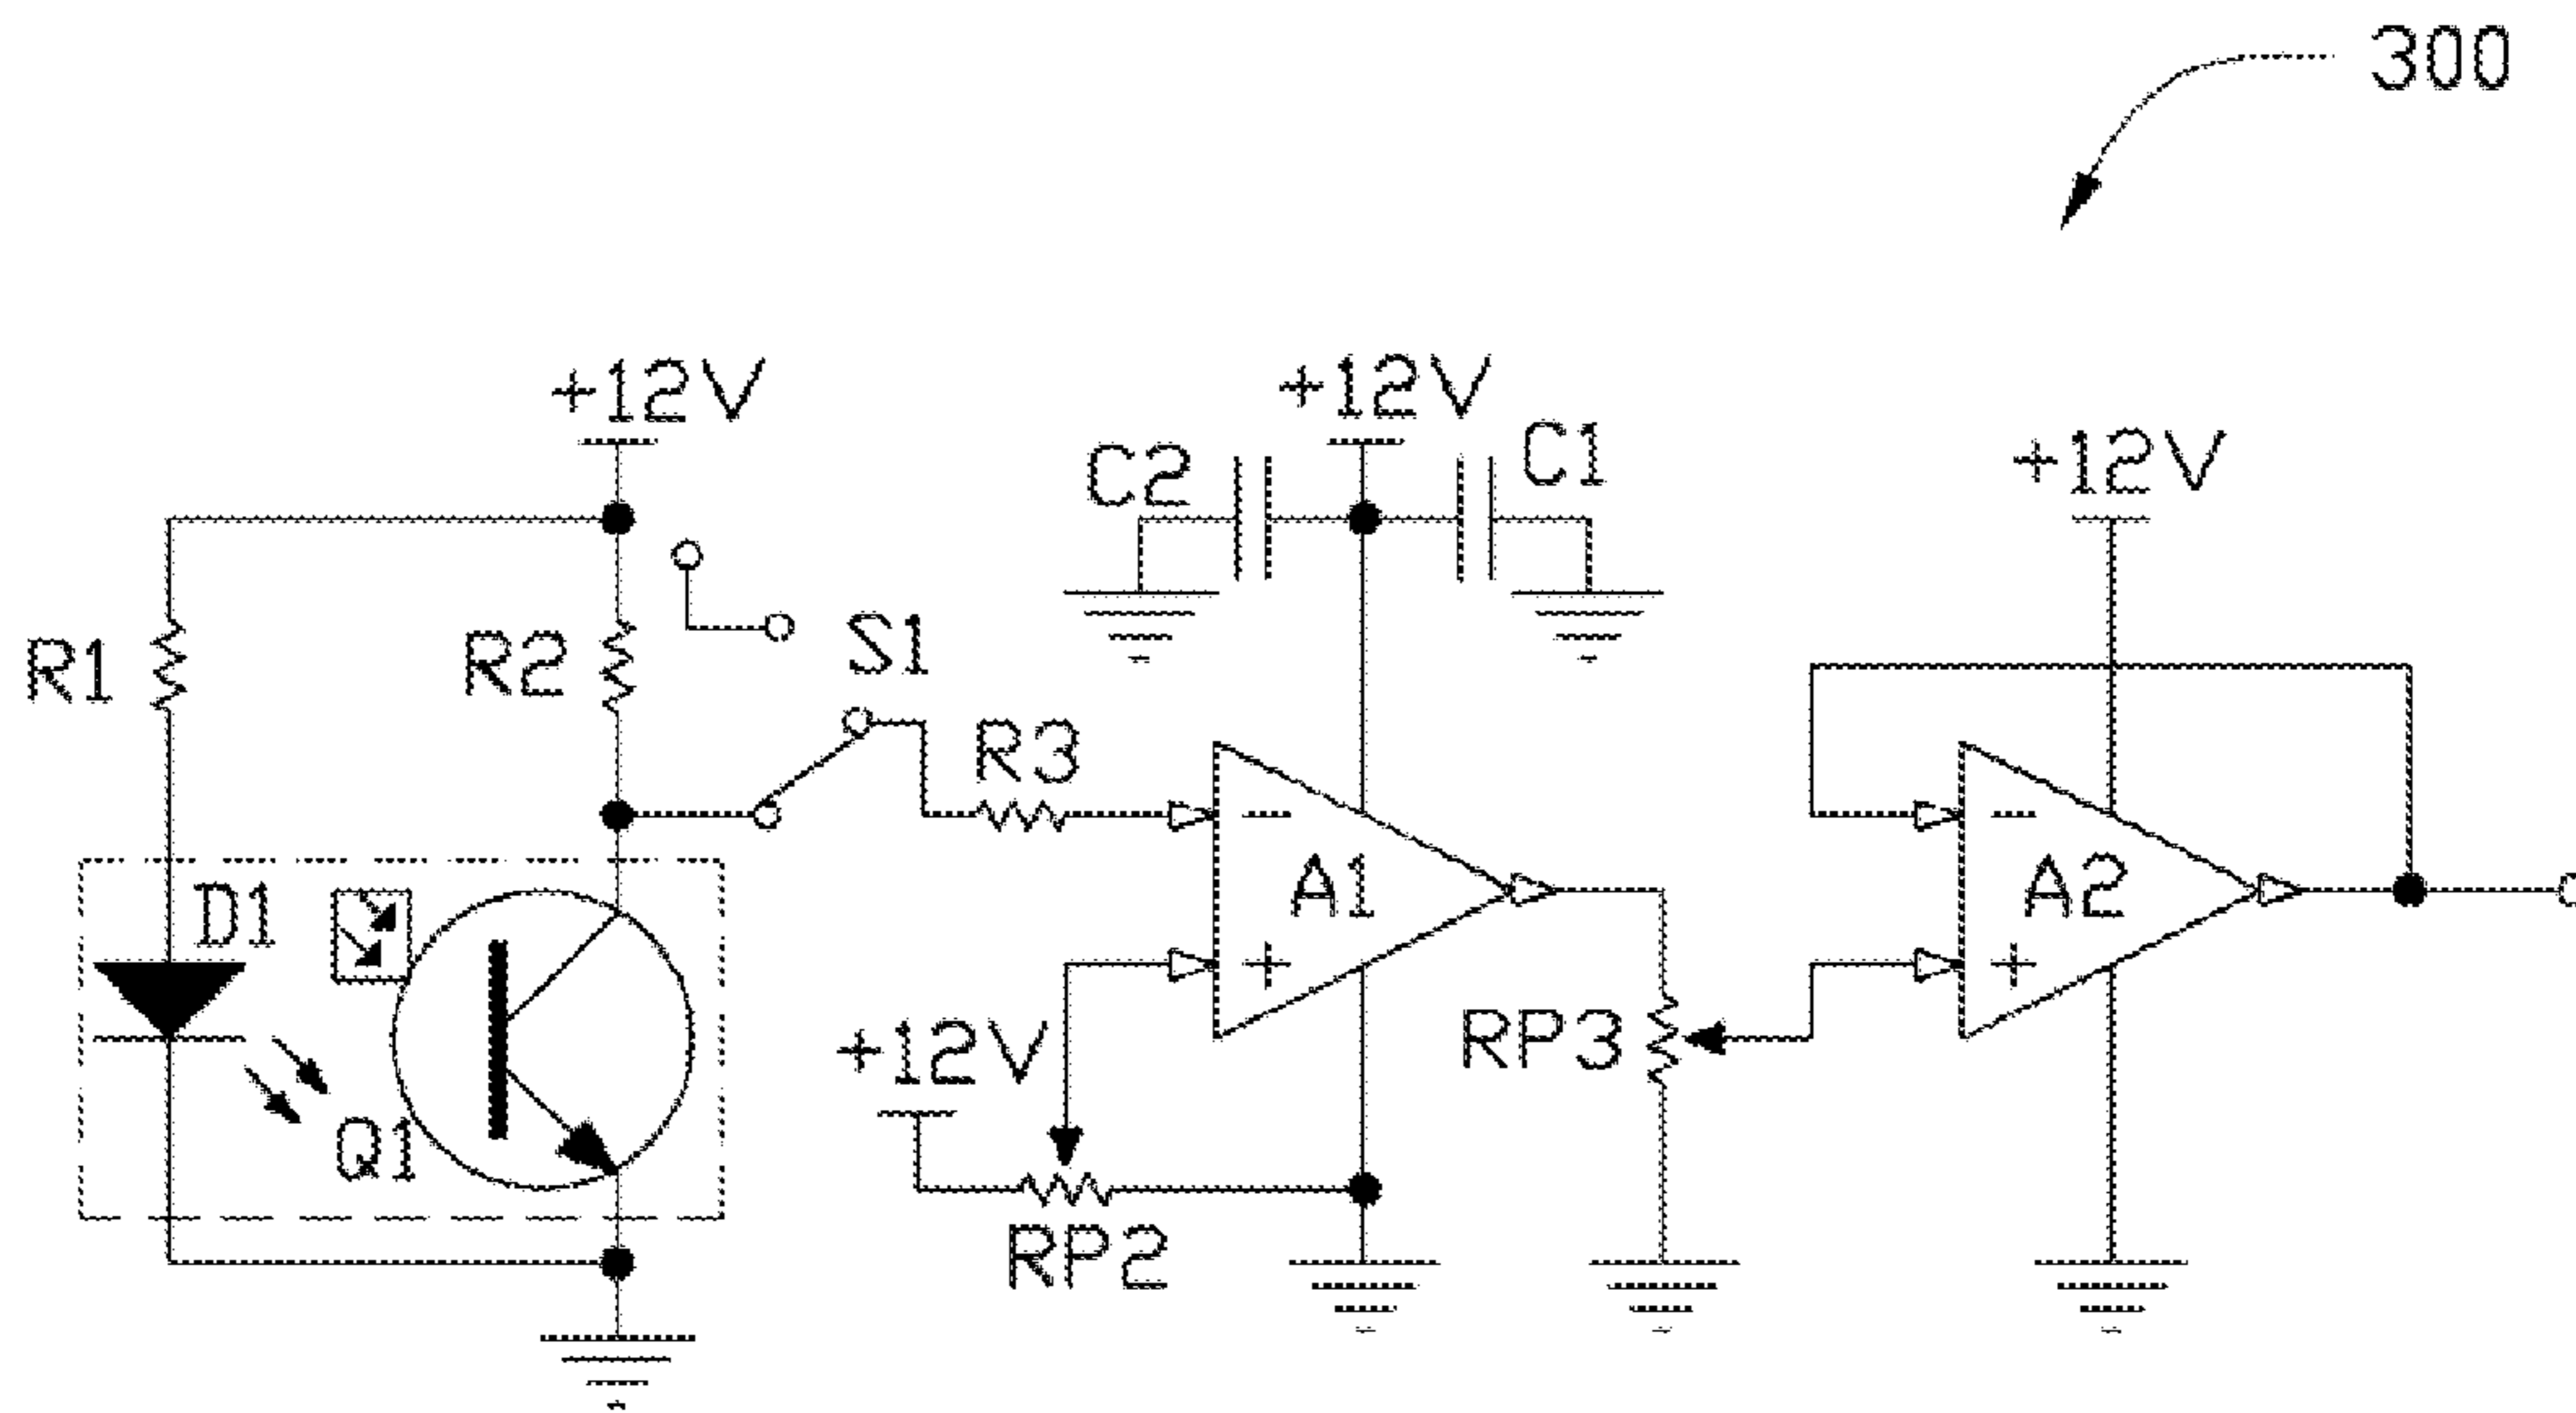 300
+12V
+12V
C2
C1
+12V
R1
R2
S1
R3
D1
A1
-
+
A2
-
+
Q1
+12V
RP3
RP2